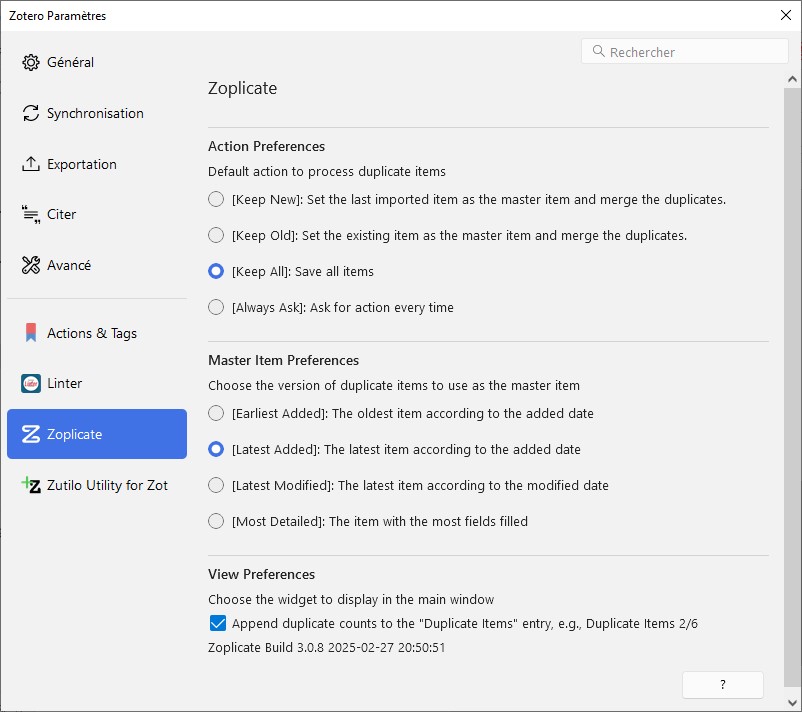 Zotero Paramètres
Rechercher
Général
Synchronisation
Exportation
Citer
Avancé
Actions & Tags
Linter
Zoplicate
Zutilo Utility for Zot
Zoplicate
Action Preferences
Default action to process duplicate items
[Keep New]: Set the last imported item as the master item and merge the duplicates.
[Keep Old]: Set the existing item as the master item and merge the duplicates.
[Keep All]: Save all items
[Always Ask]: Ask for action every time
Master Item Preferences
Choose the version of duplicate items to use as the master item
[Earliest Added]: The oldest item according to the added date
[Latest Added]: The latest item according to the added date
[Latest Modified]: The latest item according to the modified date
[Most Detailed]: The item with the most fields filled
View Preferences
Choose the widget to display in the main window
Append duplicate counts to the "Duplicate Items" entry, e.g., Duplicate Items 2/6
Zoplicate Build 3.0.8 2025-02-27 20:50:51
?